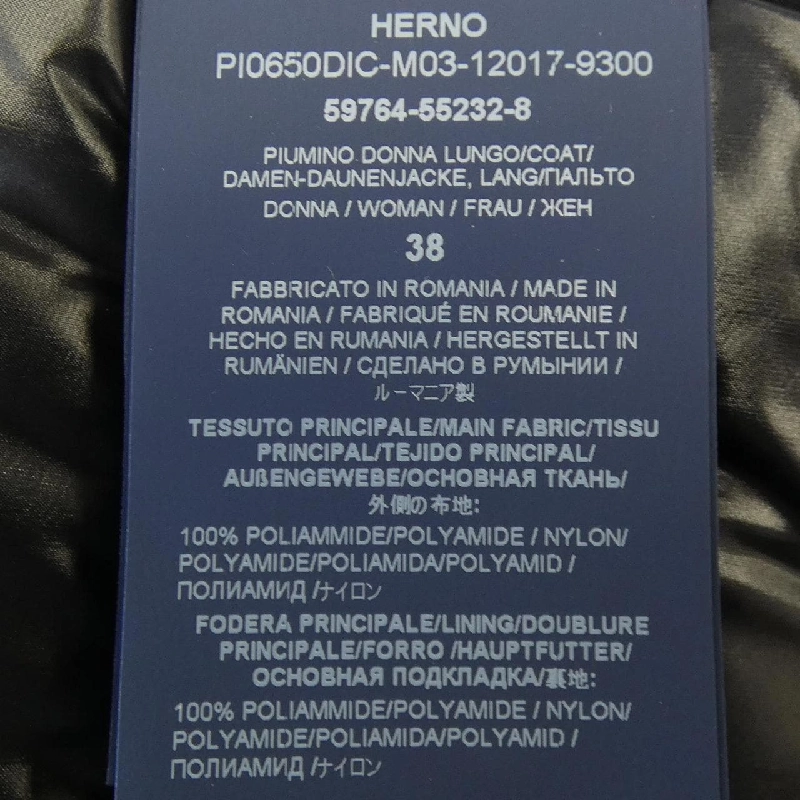 HERNO
PI0650DIC-M03-12017-9300
59764-55232-8
PIUMINO DONNA LUNGO/COAT/
DAMEN-DAUNENJACKE, LANG/ПАЛЬТО
DONNA / WOMAN / FRAU / ЖЕН
38
FABBRICATO IN ROMANIA / MADE IN
ROMANIA / FABRIQUÉ EN ROUMANIE /
HECHO EN RUMANIA / HERGESTELLT IN
RUMÄNIEN / СДЕЛАНО В РУМЫНИИ /
ルーマニア製
TESSUTO PRINCIPALE/MAIN FABRIC/TISSU
PRINCIPAL/TEJIDO PRINCIPAL/
AUßENGEWEBE/ОСНОВНАЯ ТКАНЬ/
外側の布地:
100% POLIAMMIDE/POLYAMIDE / NYLON/
POLYAMIDE/POLIAMIDA/POLYAMID /
ПОЛИАМИД /ナイロン
FODERA PRINCIPALE/LINING/DOUBLURE
PRINCIPALE/FORRO /HAUPTFUTTER/
ОСНОВНАЯ ПОДКЛАДКА/裏地:
100% POLIAMMIDE/POLYAMIDE / NYLON/
POLYAMIDE/POLIAMIDA/POLYAMID /
ПОЛИАМИД /ナイロン